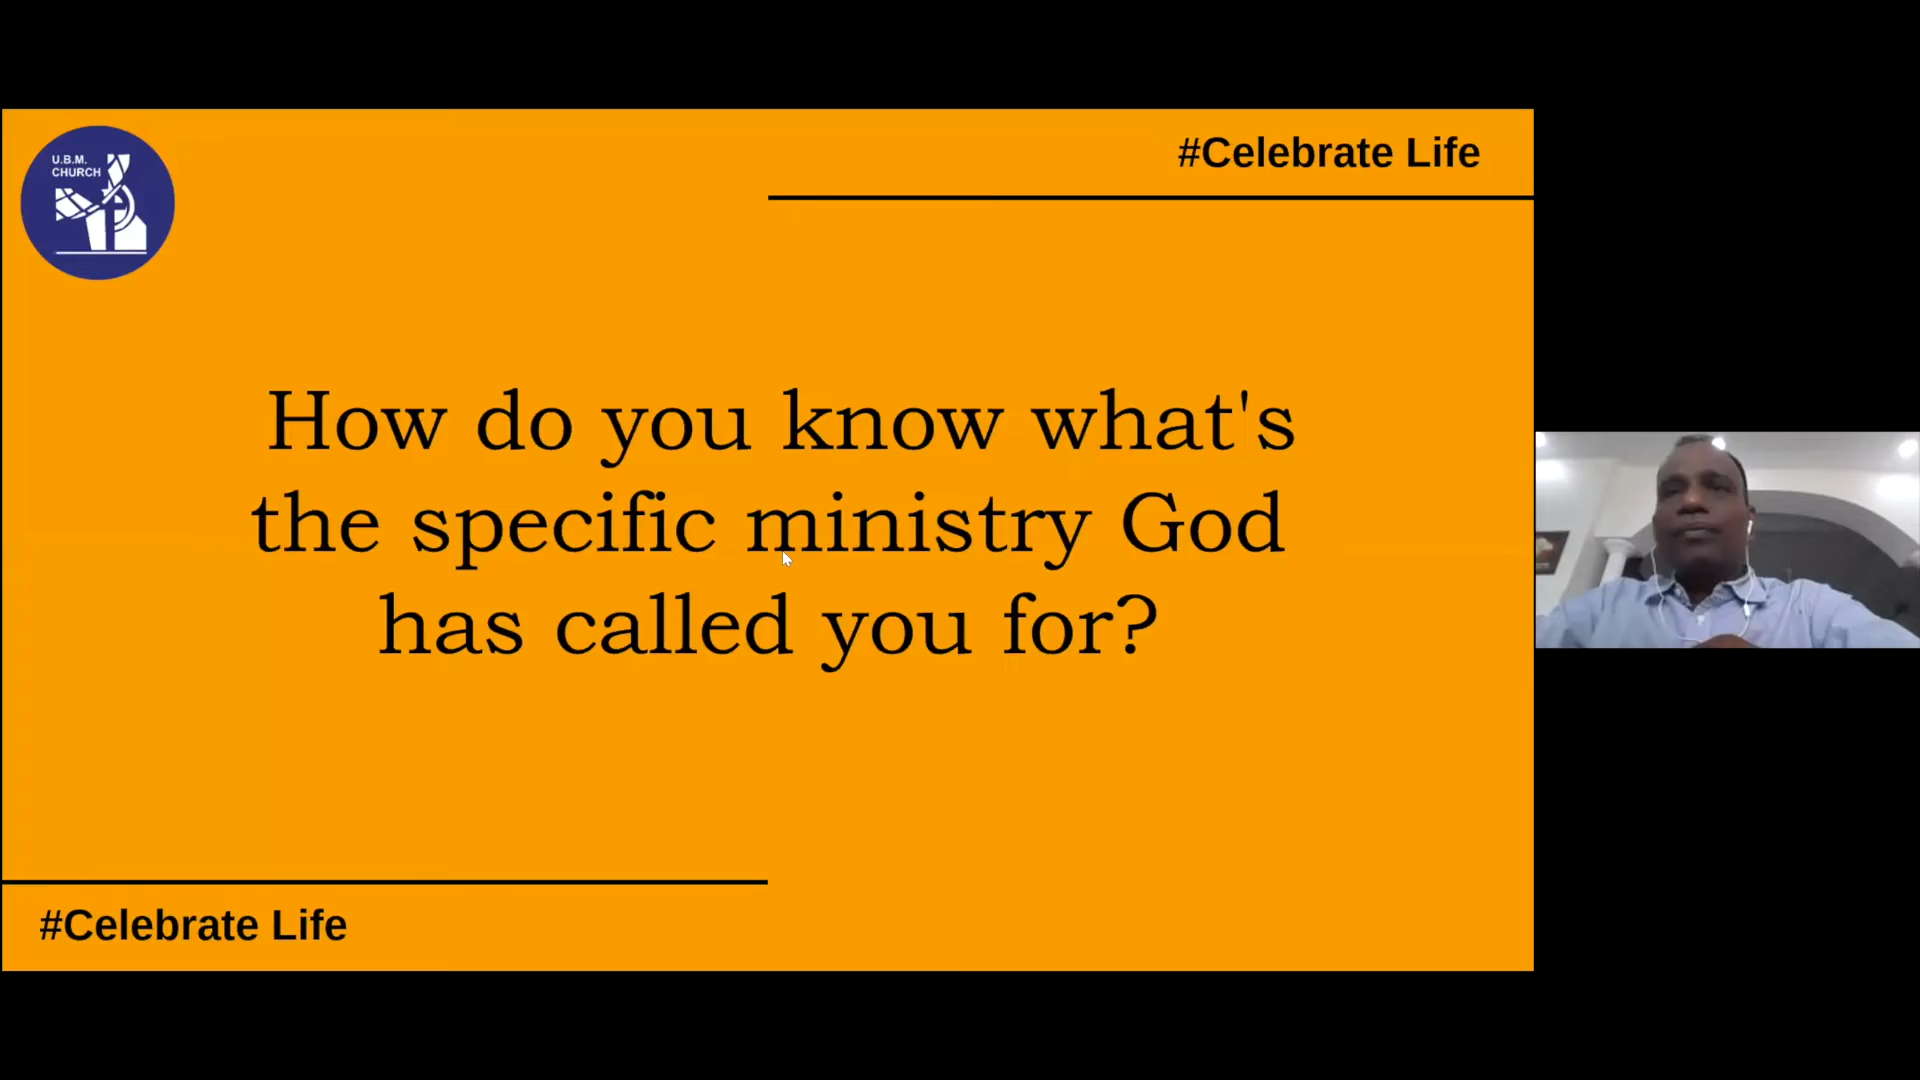 U.B.M.
CHURCH
#Celebrate Life
How do you know what's
the specific ministry God
has called you for?
#Celebrate Life